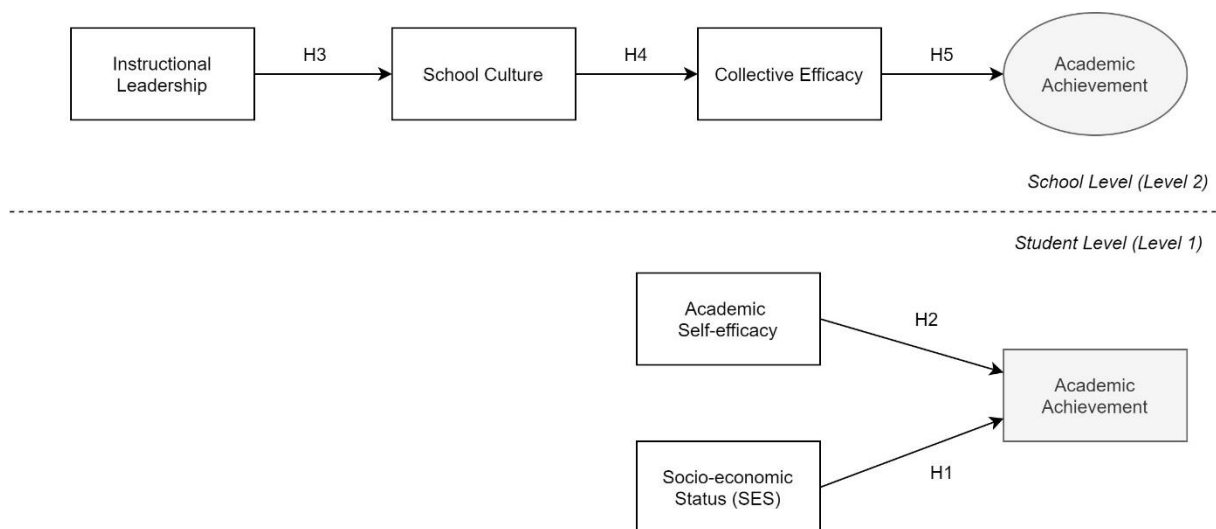 Instructional
Leadership
H3
School Culture
H4
Collective Efficacy
H5
Academic
Achievement
School Level (Level 2)
Student Level (Level 1)
Academic
Self-efficacy
H2
Academic
Achievement
Socio-economic
Status (SES)
H1